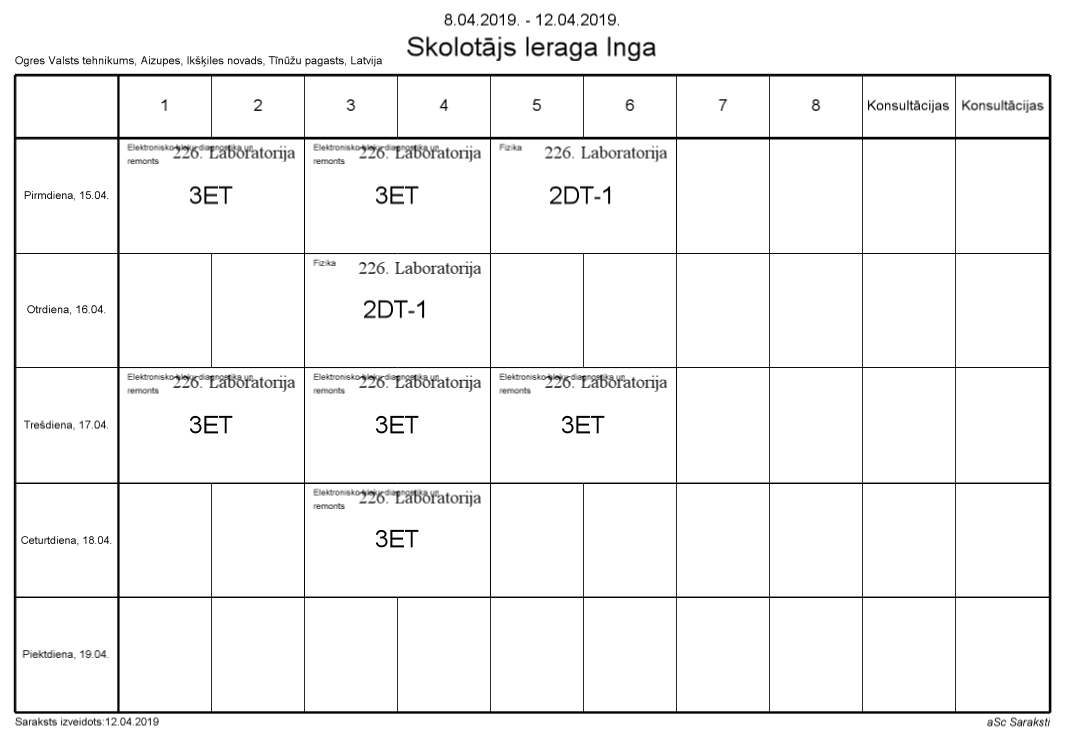 8.04.2019. - 12.04.2019.
Skolotājs Ieraga Inga
Ogres Valsts tehnikums, Aizupes, Ikšķiles novads, Tīnūžu pagasts, Latvija
1 2 3 4 5 6 7 8 Konsultācijas Konsultācijas
Elektronisko bloku diagnostika un 226. Laboratorija Elektronisko bloku diagnostika un 226. Laboratorija Fizika 226. Laboratorija
remonts remonts
Pirmdiena, 15.04. 3ET 3ET 2DT-1
Fizika 226. Laboratorija
Otrdiena, 16.04. 2DT-1
Elektronisko bloku diagnostika un 226. Laboratorija Elektronisko bloku diagnostika un 226. Laboratorija Elektronisko bloku diagnostika un 226. Laboratorija
remonts remonts remonts
Trešdiena, 17.04. 3ET 3ET 3ET
Elektronisko bloku diagnostika un 226. Laboratorija
remonts
Ceturtdiena, 18.04. 3ET
Piektdiena, 19.04.
Saraksts izveidots:12.04.2019 aSc Saraksti